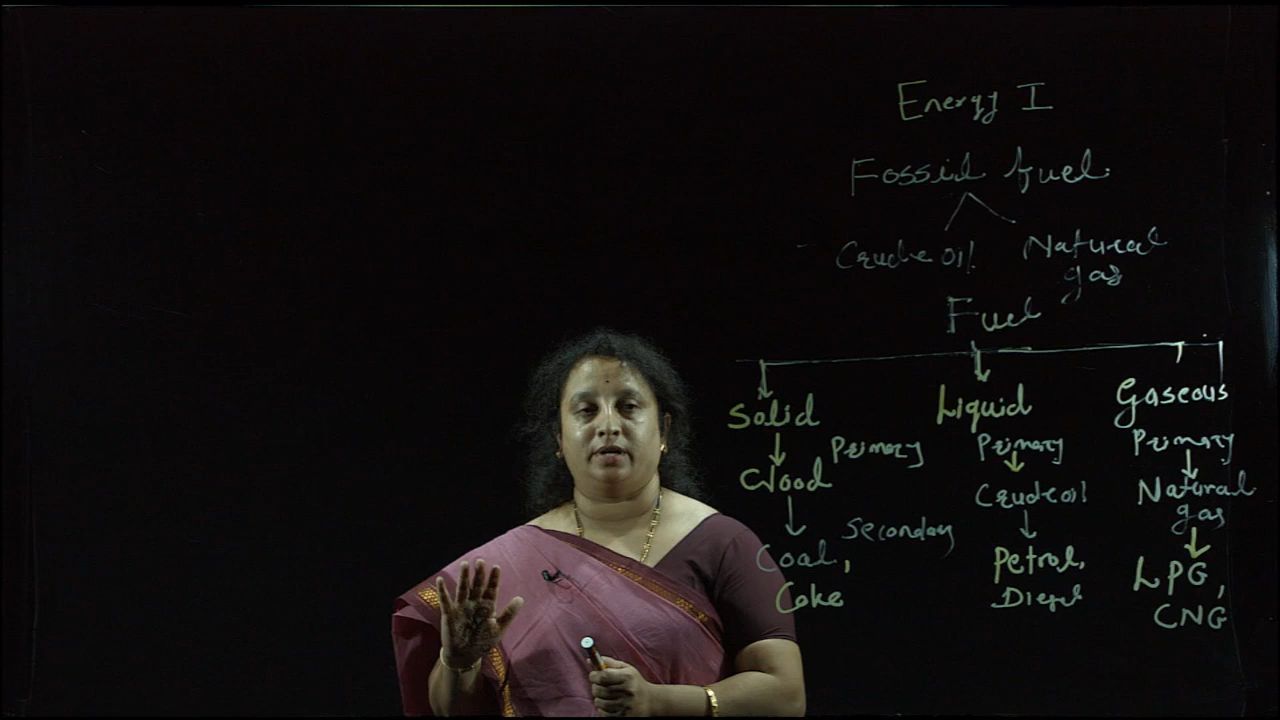 Energy I
Fossil fuel
Crude oil Natural gas
Fuel
Solid Liquid Gaseous
Primary Primary Primary
Wood Crude oil Natural gas
Secondary
Coal, Coke Petrol, Diesel LPG, CNG